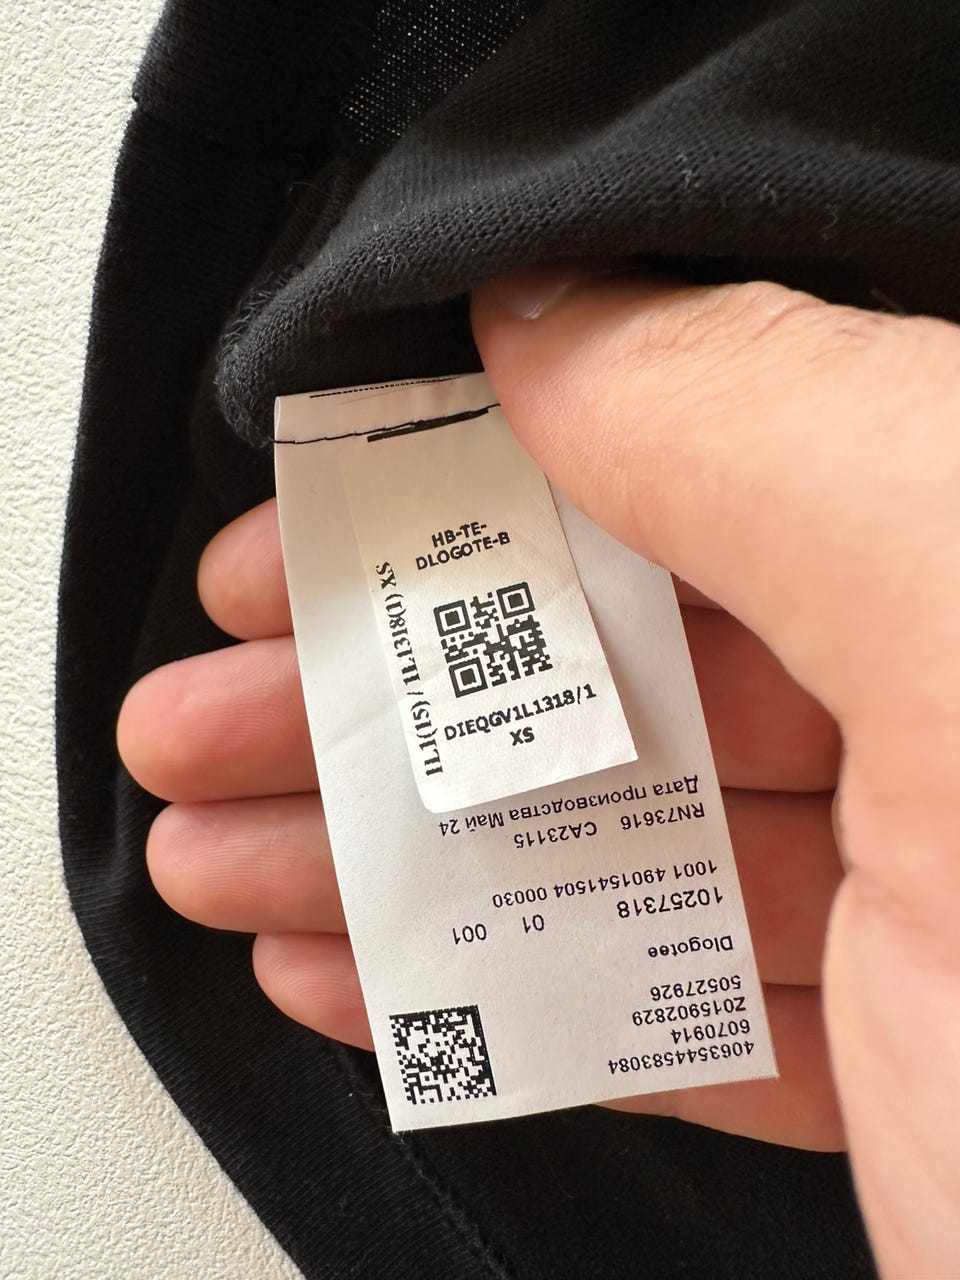 HB-TE-
DLOGOTE-B
1L1(1S) / 1L1318(1) XS
DIEQGV1L1318/1
XS
4063544583084
6070914
Z015902829
50527926
Dlogotee
10257318 01 001
1001 4901541504 00030
RN73616 CA23115
Дата производства Май 24